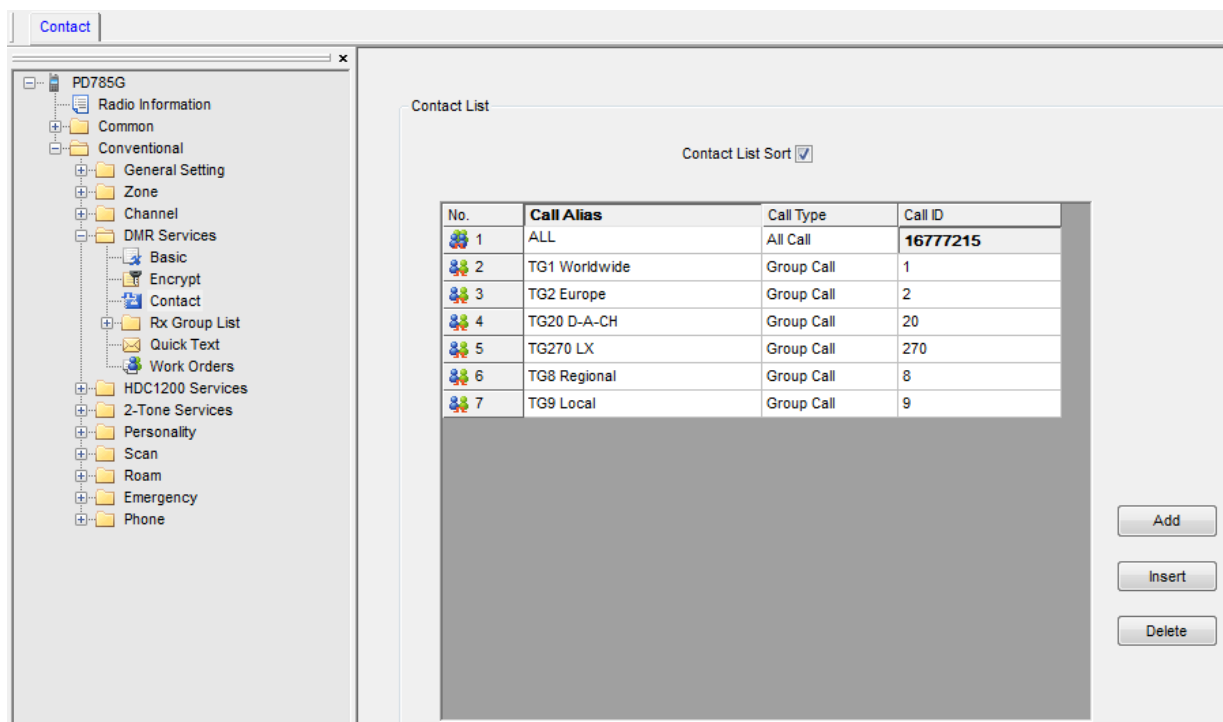 Contact
x
PD785G
Radio Information
Common
Conventional
General Setting
Zone
Channel
DMR Services
Basic
Encrypt
Contact
Rx Group List
Quick Text
Work Orders
HDC1200 Services
2-Tone Services
Personality
Scan
Roam
Emergency
Phone
Contact List
Contact List Sort
No. Call Alias Call Type Call ID
1 ALL All Call 16777215
2 TG1 Worldwide Group Call 1
3 TG2 Europe Group Call 2
4 TG20 D-A-CH Group Call 20
5 TG270 LX Group Call 270
6 TG8 Regional Group Call 8
7 TG9 Local Group Call 9
Add
Insert
Delete